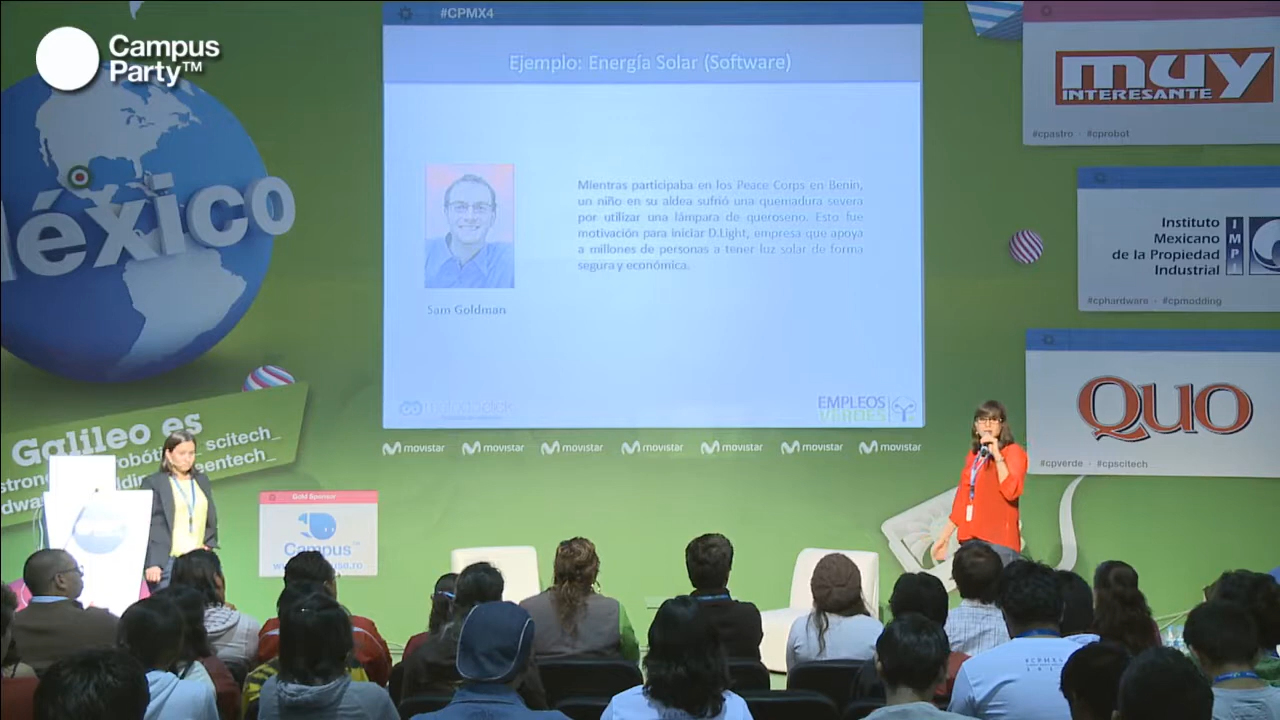 Campus
Party™
#CPMX4
Ejemplo: Energía Solar (Software)
Mientras participaba en los Peace Corps en Benin,
un niño en su aldea sufrió una quemadura severa
por utilizar una lámpara de queroseno. Esto fue
motivación para iniciar D.Light, empresa que apoya
a millones de personas a tener luz solar de forma
segura y económica.
Sam Goldman
EMPLEOS
VERDES
muy
INTERESANTE
#cpastro · #cprobot
Instituto
Mexicano
de la Propiedad
Industrial
IMPI
#cphardware · #cpmodding
QUO
#cpverde · #cpscitech
éxico
Galileo es
scitech_
movistar movistar movistar movistar movistar movistar movistar
Gold Sponsor
Campus
#CPMX4